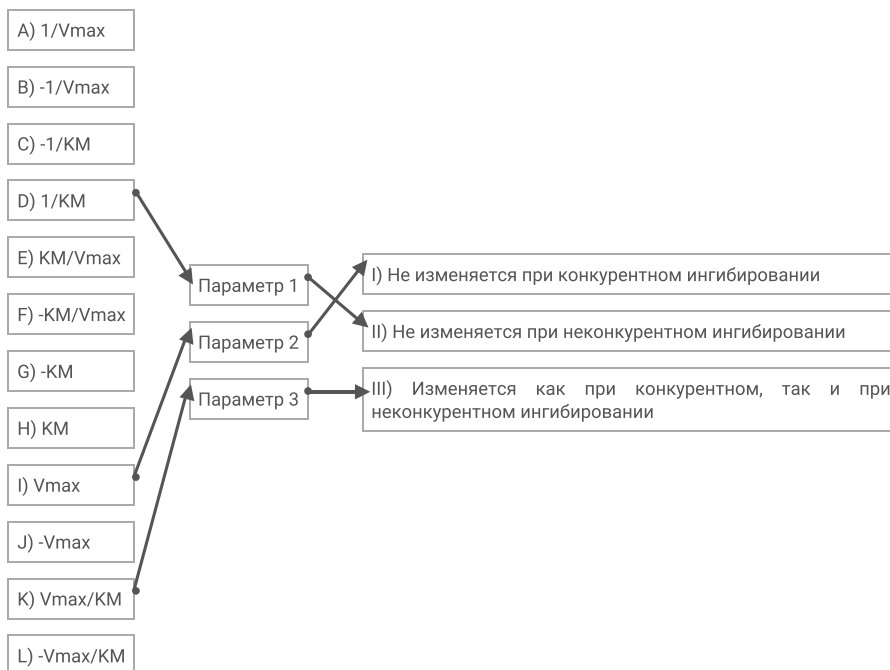 A) 1/Vmax
B) -1/Vmax
C) -1/KM
D) 1/KM
E) KM/Vmax
F) -KM/Vmax
G) -KM
H) KM
I) Vmax
J) -Vmax
K) Vmax/KM
L) -Vmax/KM
Параметр 1
Параметр 2
Параметр 3
I) Не изменяется при конкурентном ингибировании
II) Не изменяется при неконкурентном ингибировании
III) Изменяется как при конкурентном, так и при
неконкурентном ингибировании